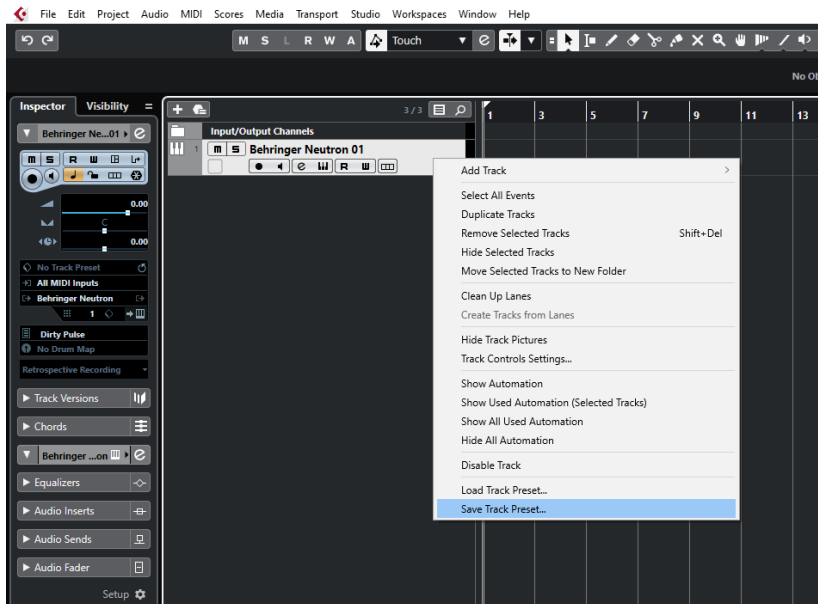 File Edit Project Audio MIDI Scores Media Transport Studio Workspaces Window Help
M S L R W A Touch
No Ob
Inspector Visibility
3 / 3
1 3 5 7 9 11 13
Input/Output Channels
Behringer Ne...01
1 m S Behringer Neutron 01
m S R
R
0.00
C
0.00
No Track Preset
All MIDI Inputs
Behringer Neutron
1
Dirty Pulse
No Drum Map
Retrospective Recording
Track Versions
Chords
Behringer ...on
Equalizers
Audio Inserts
Audio Sends
Audio Fader
Setup
Add Track
Select All Events
Duplicate Tracks
Remove Selected Tracks Shift+Del
Hide Selected Tracks
Move Selected Tracks to New Folder
Clean Up Lanes
Create Tracks from Lanes
Hide Track Pictures
Track Controls Settings...
Show Automation
Show Used Automation (Selected Tracks)
Show All Used Automation
Hide All Automation
Disable Track
Load Track Preset...
Save Track Preset...